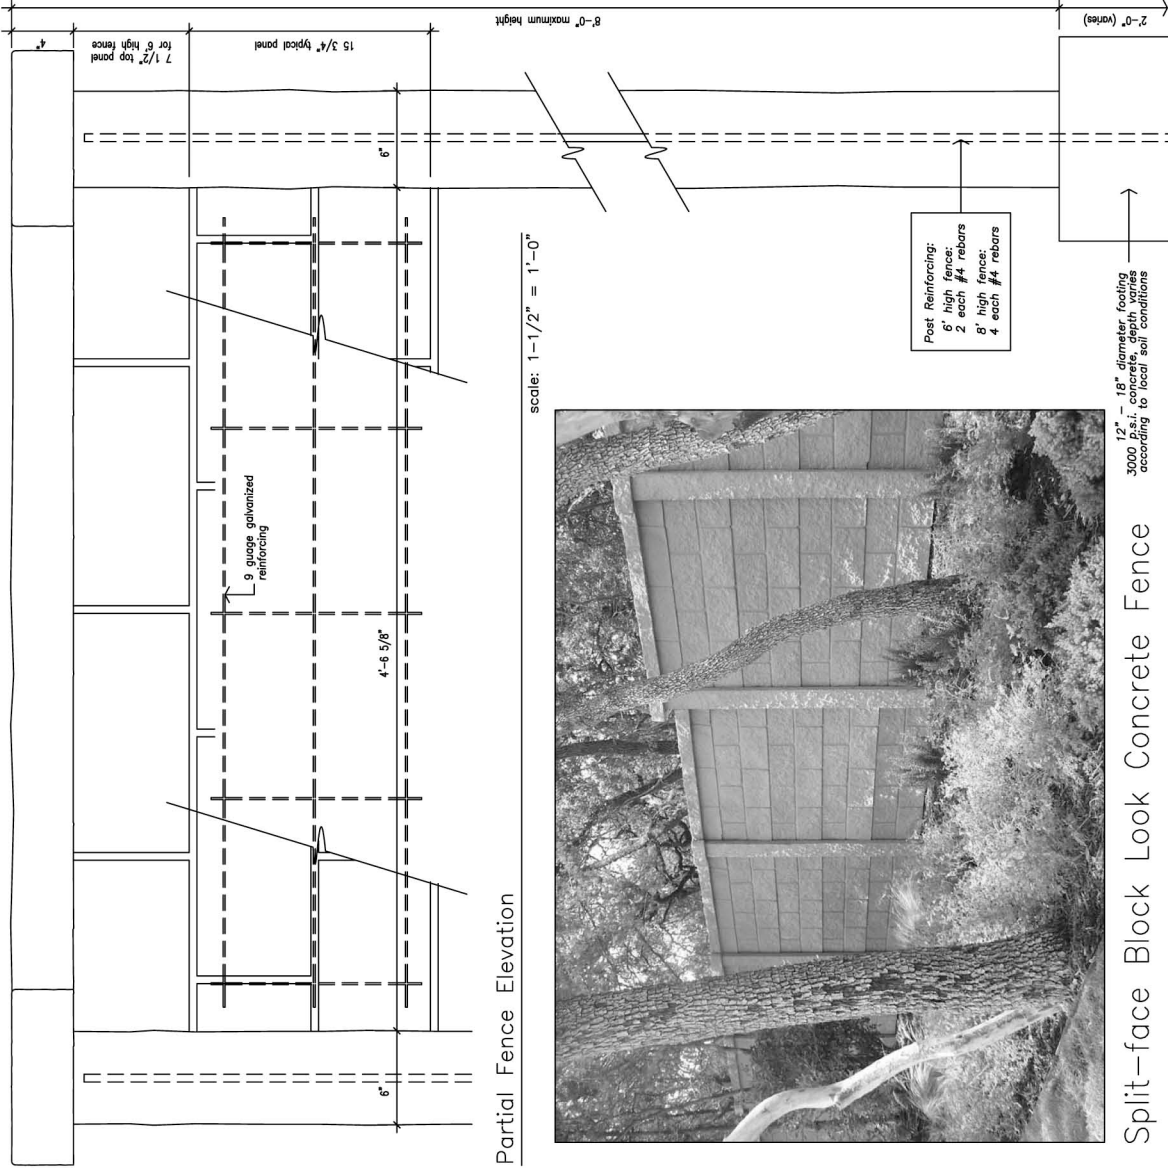 4"
7 1/2" top panel
for 6' high fence
15 3/4" typical panel
8'-0" maximum height
2'-0" (varies)
6"
4'-6 5/8"
6"
9 guage galvanized
reinforcing
Post Reinforcing:
6' high fence:
2 each #4 rebars
8' high fence:
4 each #4 rebars
12" - 18" diameter footing
3000 p.s.i. concrete, depth varies
according to local soil conditions
Partial Fence Elevation
scale: 1-1/2" = 1'-0"
Split-face Block Look Concrete Fence